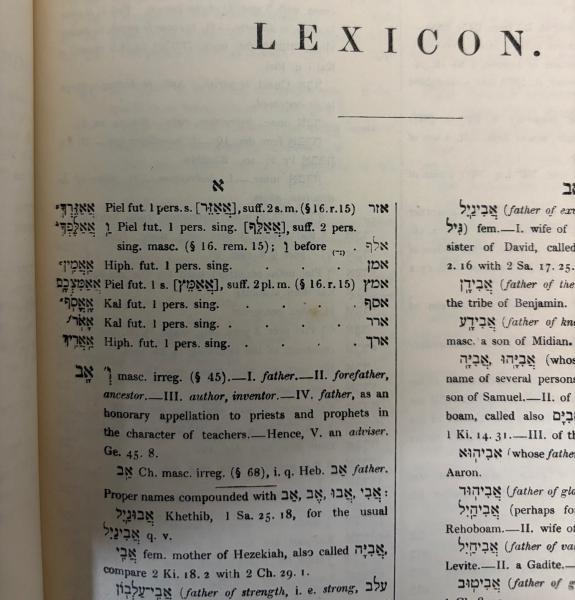 LEXICON.
א
אֲאַזֶּרְךָ Piel fut. 1 pers. s. [אֲאַזֵּר], suff. 2 s. m. (§ 16. r. 15) אזר
אֲאַלֶּפְךָ Piel fut. 1 pers. sing. [אֲאַלֵּף], suff. 2 pers.
sing. masc. (§ 16. rem. 15); before . אלף
אַאֲמִין Hiph. fut. 1 pers. sing. . . . . אמן
אֲאַמִּצְכֶם Piel fut. 1 s. [אֲאַמֵּץ], suff. 2 pl. m. (§ 16. r. 15) אמץ
Kal fut. 1 pers. sing. . . . . אסף
Kal fut. 1 pers. sing. . . . . ארר
אַאֲרִיךְ Hiph. fut. 1 pers. sing. . . . . ארך
אָב masc. irreg. (§ 45).—I. father.—II. forefather,
ancestor.—III. author, inventor.—IV. father, as an
honorary appellation to priests and prophets in
the character of teachers.—Hence, V. an adviser.
Ge. 45. 8.
אַב Ch. masc. irreg. (§ 68), i. q. Heb. אָב father.
Proper names compounded with אָב, אַב, אֲבוּ, אֲבִי:
אֲבוּגַיִל Khethib, 1 Sa. 25. 18, for the usual
אֲבִיגַיִל q. v.
אֲבִי fem. mother of Hezekiah, also called אֲבִיָּה,
compare 2 Ki. 18. 2 with 2 Ch. 29. 1.
אֲבִי־עַלְבוֹן (father of strength, i. e. strong, עלב
אב
אֲבִיגַיִל (father of ex
גִּיל) fem.—I. wife of
sister of David, called
2. 16 with 2 Sa. 17. 25.
אֲבִידָן (father of the
the tribe of Benjamin.
אֲבִידָע (father of kno
masc. a son of Midian.
אֲבִיָּה, אֲבִיָּהוּ (whos
name of several persons
son of Samuel.—II. of
boam, called also אֲבִיָּם
1 Ki. 14. 31.—III. of th
אֲבִיהוּא (whose father
Aaron.
אֲבִיהוּד (father of glo
אֲבִיהַיִל (perhaps for
Rehoboam.—II. wife o
אֲבִיחַיִל (father of val
Levite.—II. a Gadite.—
אֲבִיטוּב (father of g